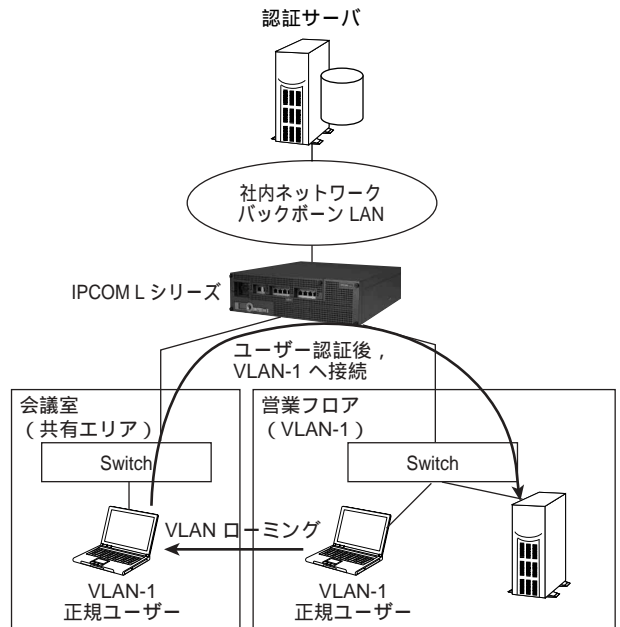 認証サーバ
社内ネットワーク
バックボーン LAN
IPCOM L シリーズ
ユーザー認証後，
VLAN-1 へ接続
会議室
（共有エリア）
営業フロア
（VLAN-1）
Switch
Switch
VLAN ローミング
VLAN-1
正規ユーザー
VLAN-1
正規ユーザー